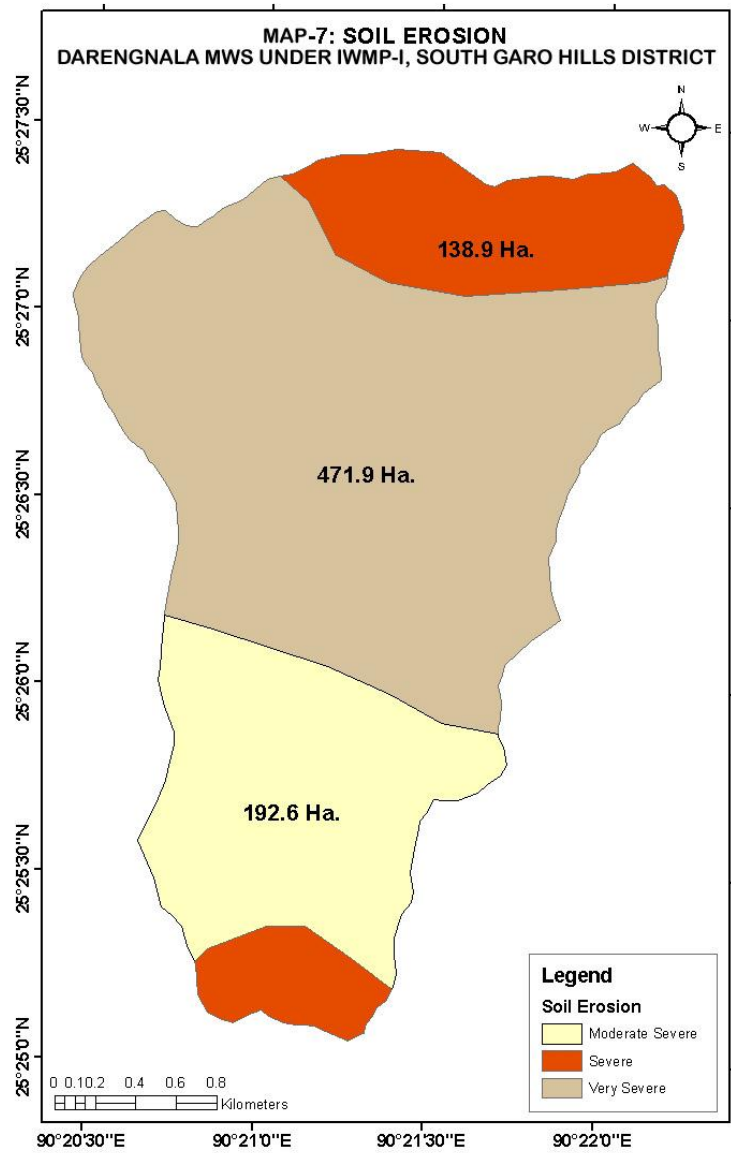 MAP-7: SOIL EROSION
DARENGNALA MWS UNDER IWMP-I, SOUTH GARO HILLS DISTRICT
N
W E
S
25°27'30"N
138.9 Ha.
25°27'0"N
471.9 Ha.
25°26'30"N
25°26'0"N
192.6 Ha.
25°25'30"N
25°25'0"N
Legend
Soil Erosion
Moderate Severe
Severe
Very Severe
0 0.10.2 0.4 0.6 0.8
Kilometers
90°20'30"E 90°21'0"E 90°21'30"E 90°22'0"E